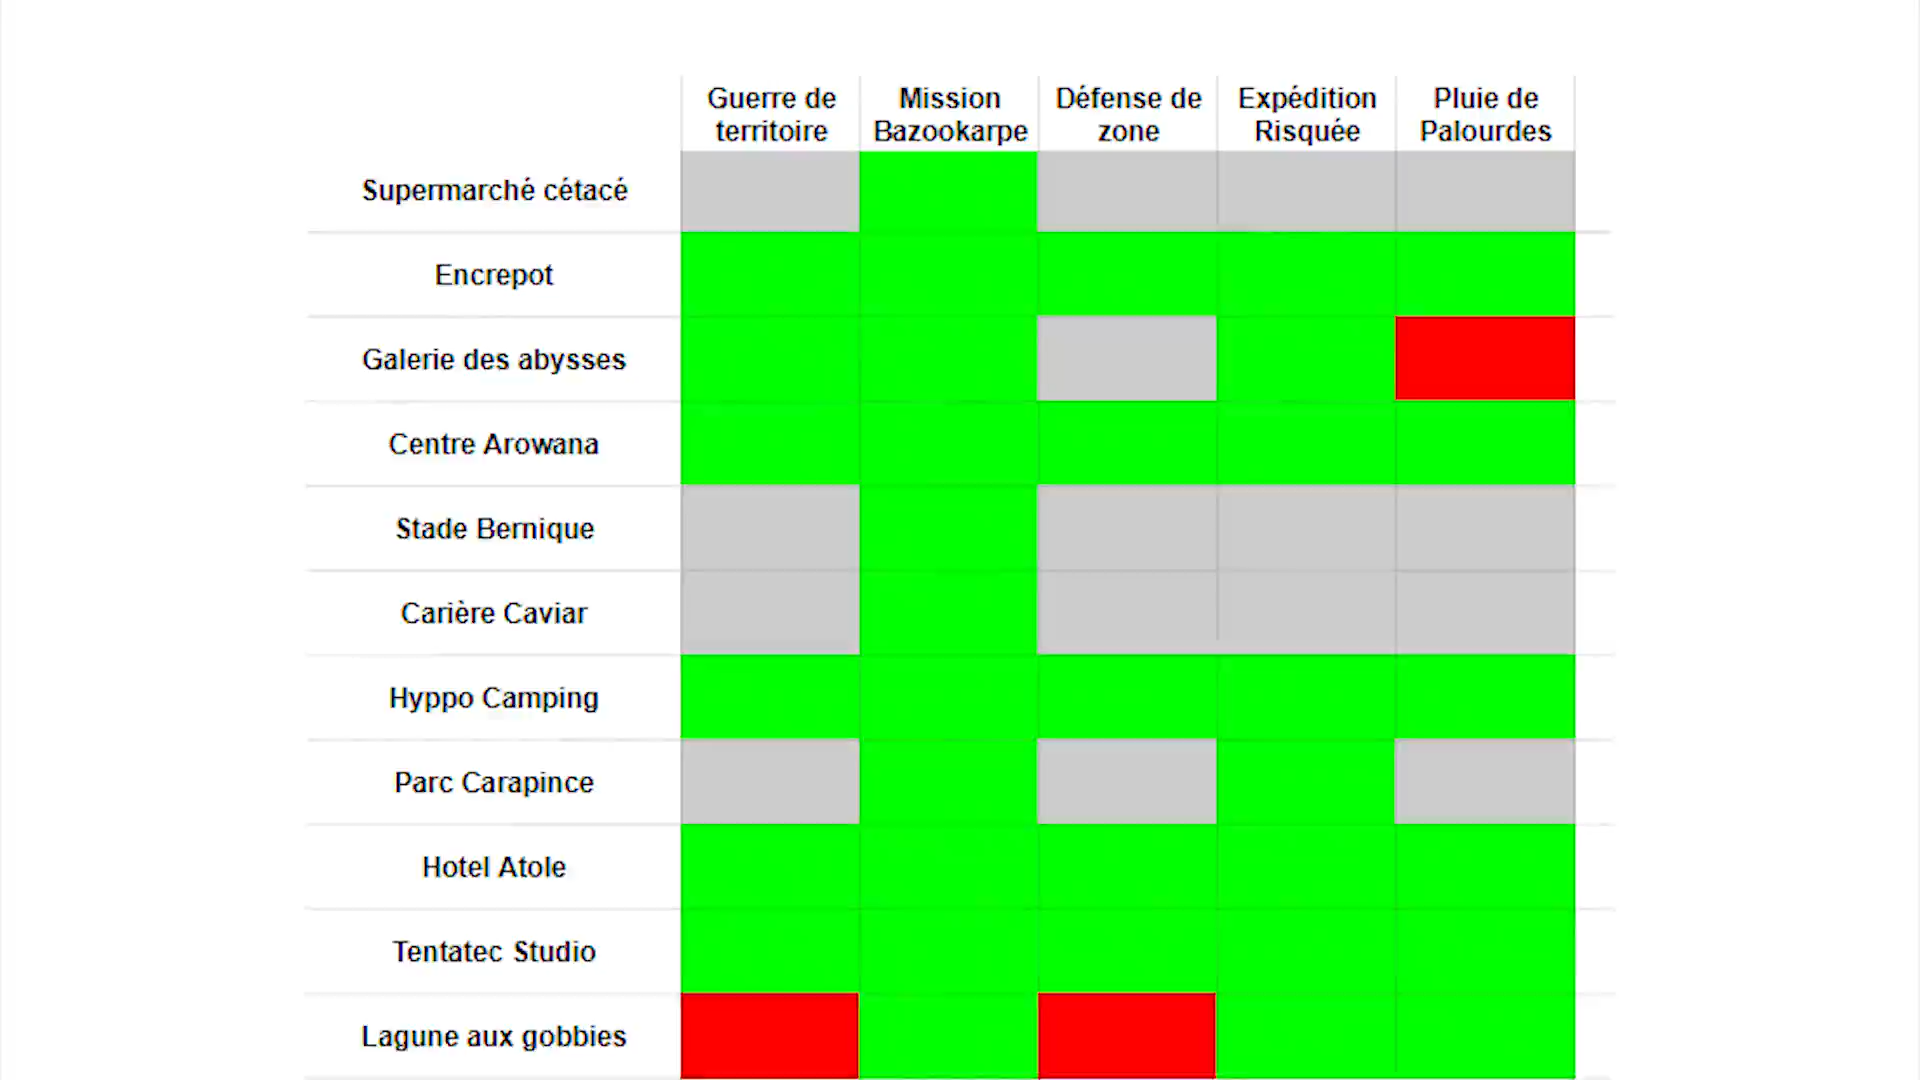 Guerre de
territoire
Mission
Bazookarpe
Défense de
zone
Expédition
Risquée
Pluie de
Palourdes
Supermarché cétacé
Encrepot
Galerie des abysses
Centre Arowana
Stade Bernique
Carière Caviar
Hyppo Camping
Parc Carapince
Hotel Atole
Tentatec Studio
Lagune aux gobbies